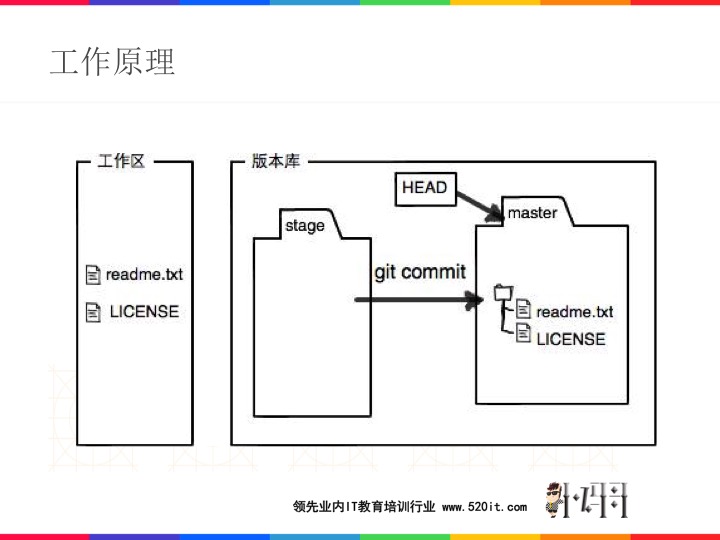 工作原理
工作区
版本库
HEAD
master
stage
git commit
readme.txt
LICENSE
readme.txt
LICENSE
领先业内IT教育培训行业 www.520it.com
小码哥